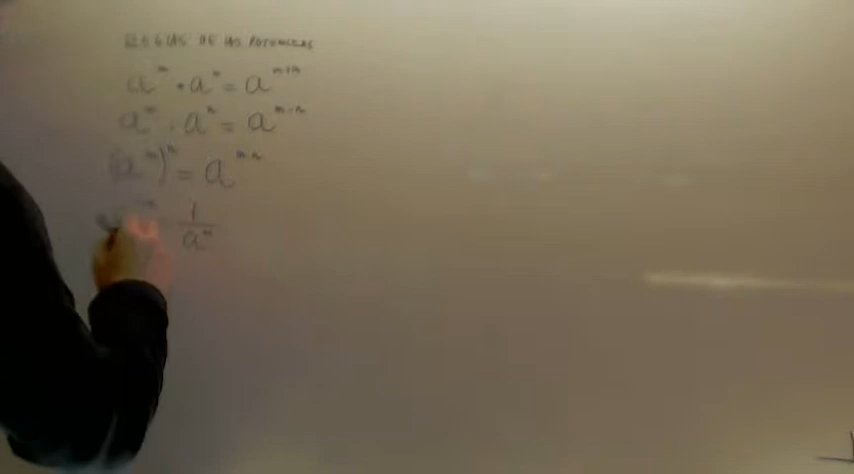 REGLAS DE LAS POTENCIAS
a^m · a^n = a^{m+n}
a^m : a^n = a^{m-n}
(a^m)^n = a^{m·n}
1/a^n